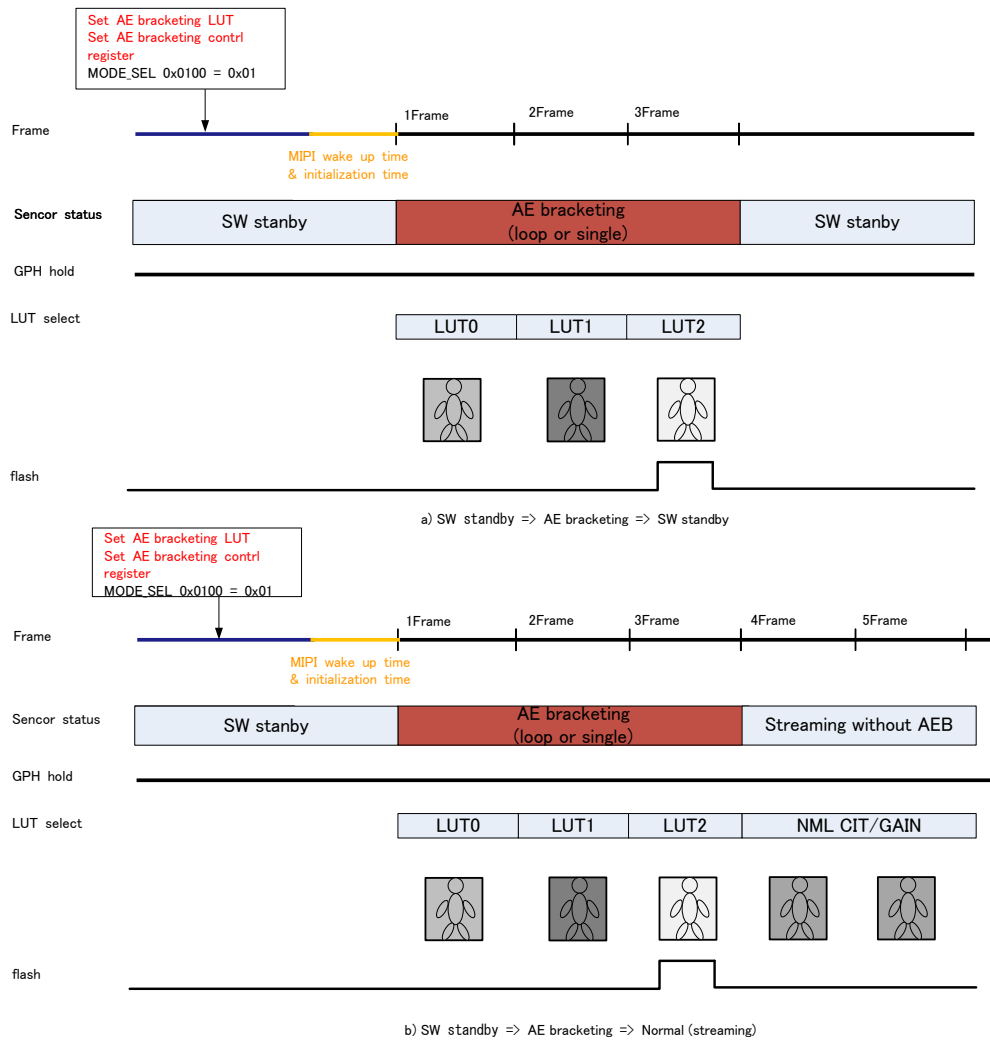 Set AE bracketing LUT
Set AE bracketing contrl
register
MODE_SEL 0x0100 = 0x01
Frame
1Frame
2Frame
3Frame
MIPI wake up time
& initialization time
Sencor status
SW stanby
AE bracketing
(loop or single)
SW stanby
GPH hold
LUT select
LUT0
LUT1
LUT2
flash
a) SW standby => AE bracketing => SW standby
Set AE bracketing LUT
Set AE bracketing contrl
register
MODE_SEL 0x0100 = 0x01
Frame
1Frame
2Frame
3Frame
4Frame
5Frame
MIPI wake up time
& initialization time
Sencor status
SW stanby
AE bracketing
(loop or single)
Streaming without AEB
GPH hold
LUT select
LUT0
LUT1
LUT2
NML CIT/GAIN
flash
b) SW standby => AE bracketing => Normal (streaming)